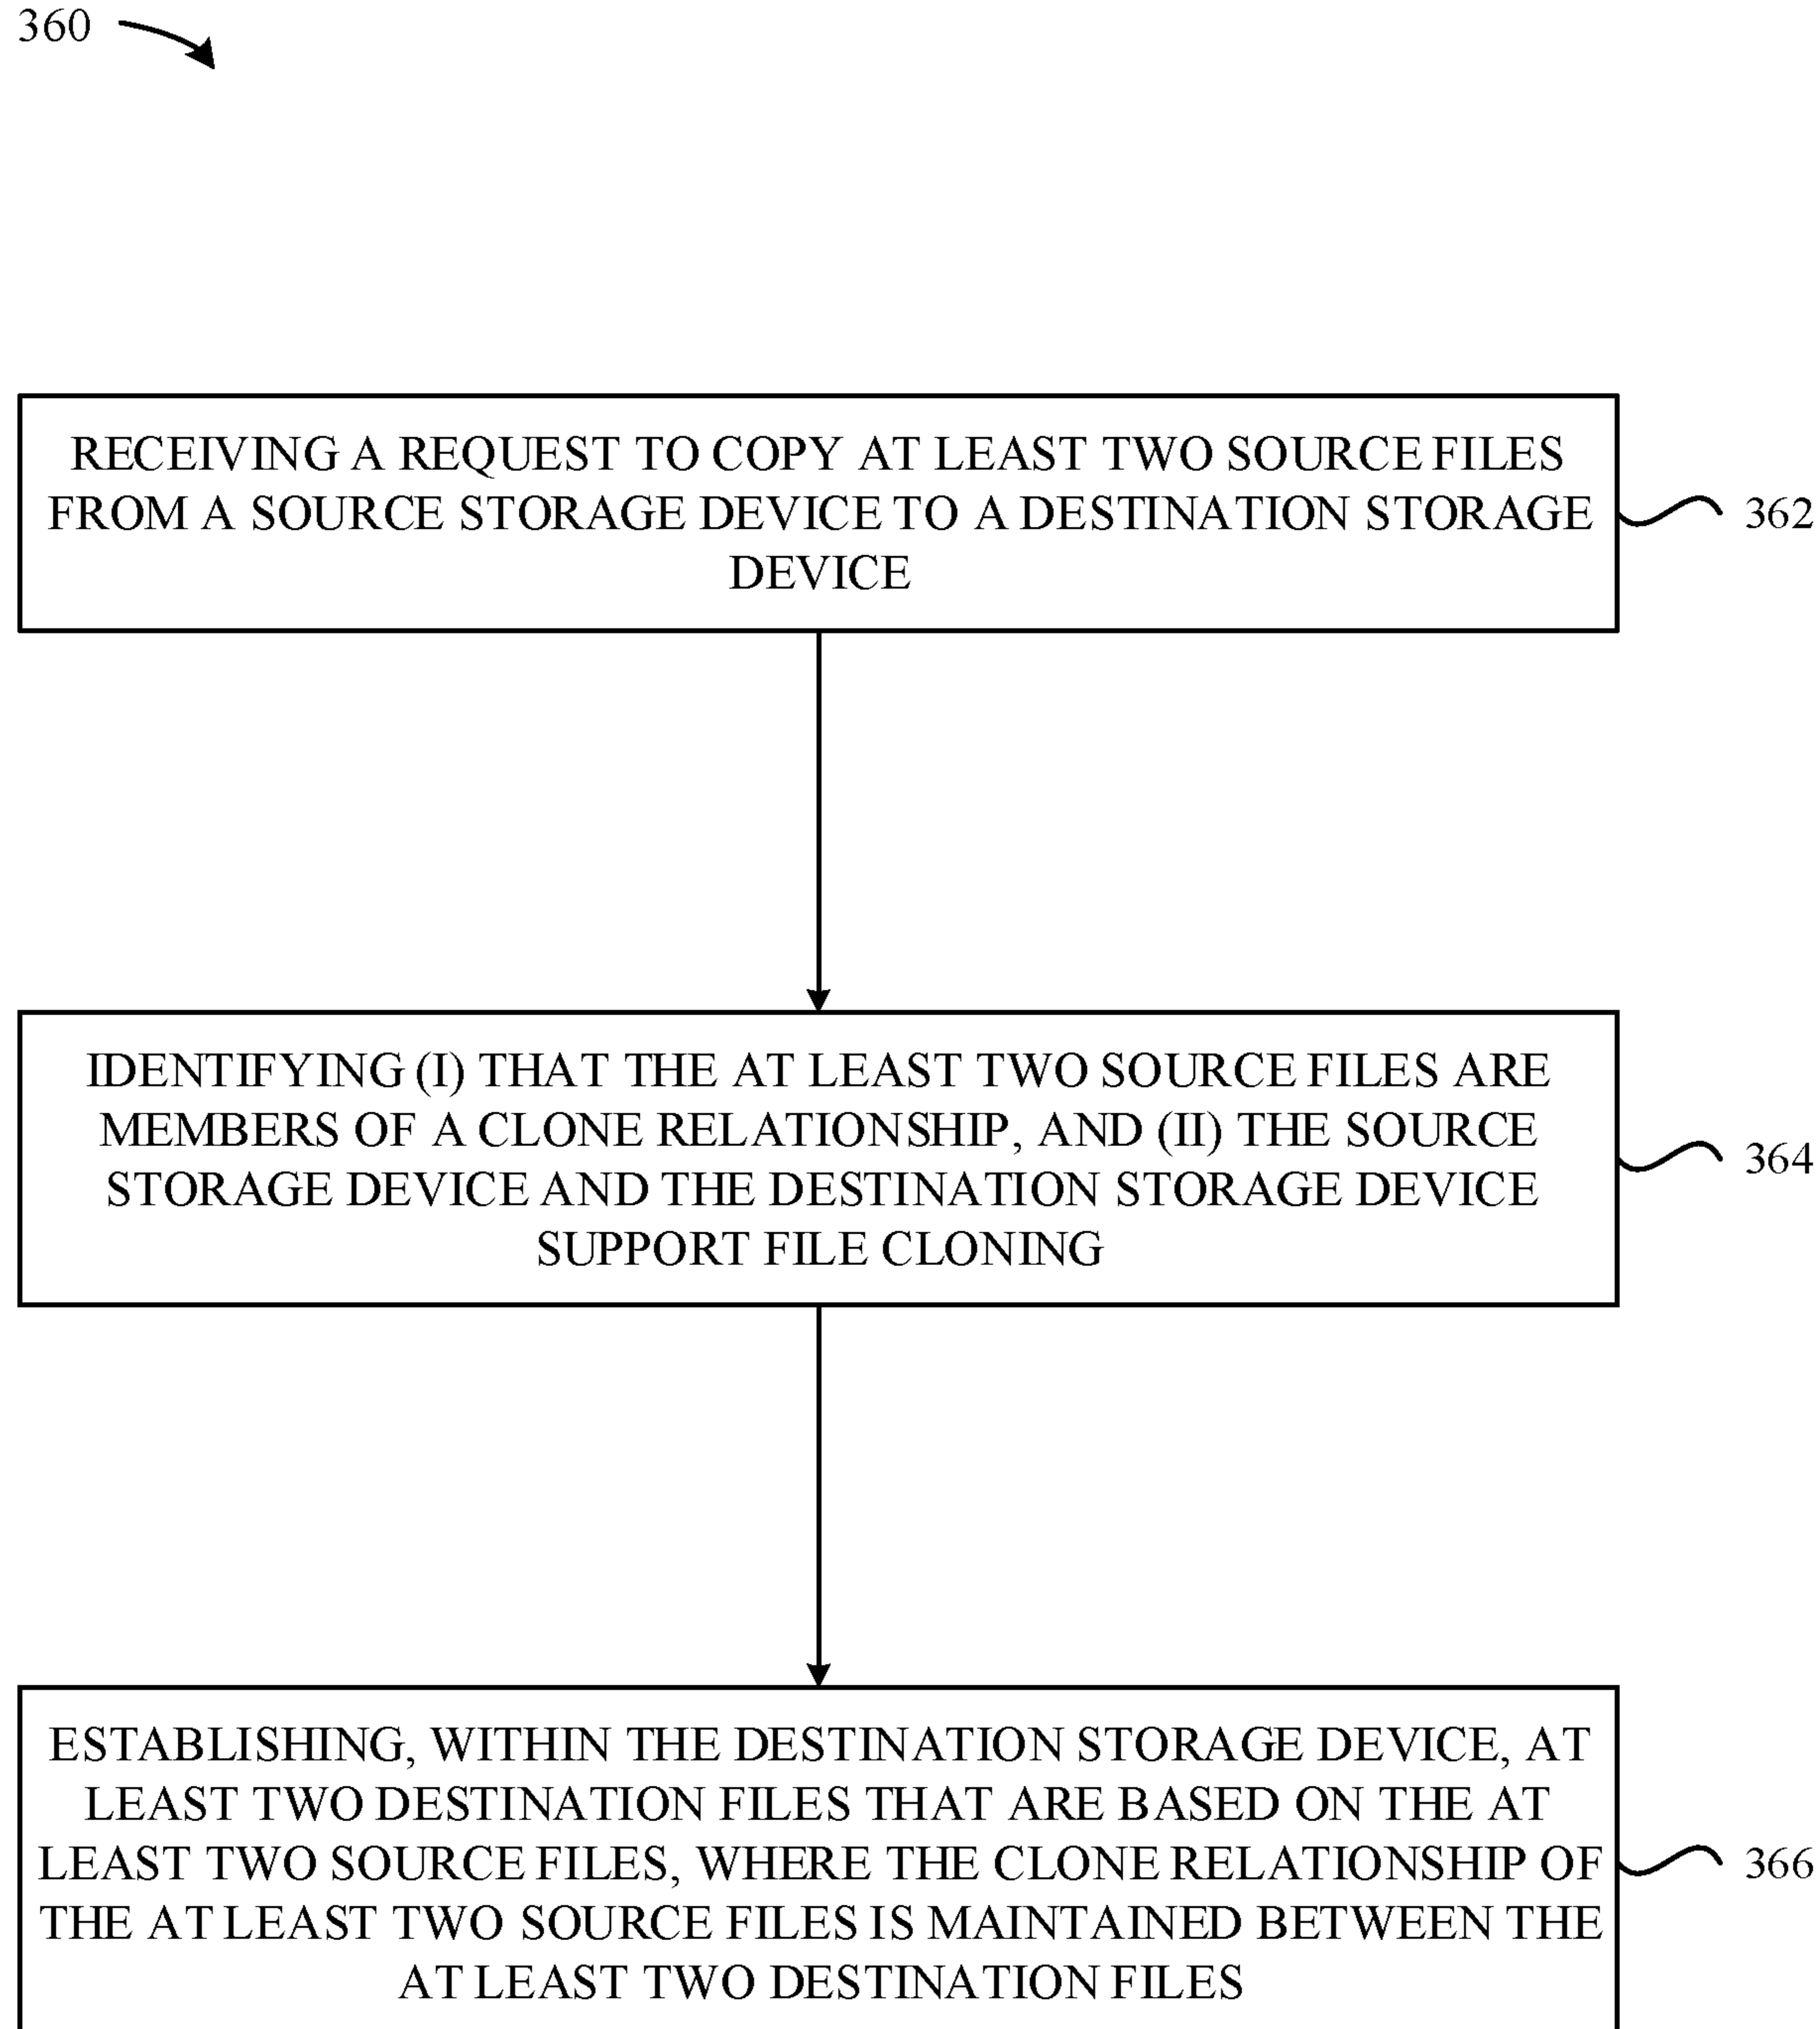 360
RECEIVING A REQUEST TO COPY AT LEAST TWO SOURCE FILES
FROM A SOURCE STORAGE DEVICE TO A DESTINATION STORAGE
DEVICE
362
IDENTIFYING (I) THAT THE AT LEAST TWO SOURCE FILES ARE
MEMBERS OF A CLONE RELATIONSHIP, AND (II) THE SOURCE
STORAGE DEVICE AND THE DESTINATION STORAGE DEVICE
SUPPORT FILE CLONING
364
ESTABLISHING, WITHIN THE DESTINATION STORAGE DEVICE, AT
LEAST TWO DESTINATION FILES THAT ARE BASED ON THE AT
LEAST TWO SOURCE FILES, WHERE THE CLONE RELATIONSHIP OF
THE AT LEAST TWO SOURCE FILES IS MAINTAINED BETWEEN THE
AT LEAST TWO DESTINATION FILES
366